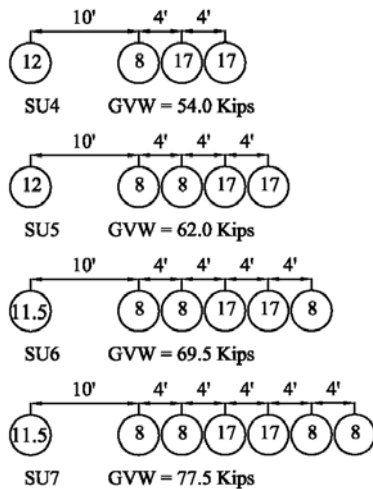 10' 4' 4'
12 8 17 17
SU4 GVW = 54.0 Kips
10' 4' 4' 4'
12 8 8 17 17
SU5 GVW = 62.0 Kips
10' 4' 4' 4' 4'
11.5 8 8 17 17 8
SU6 GVW = 69.5 Kips
10' 4' 4' 4' 4' 4'
11.5 8 8 17 17 8 8
SU7 GVW = 77.5 Kips